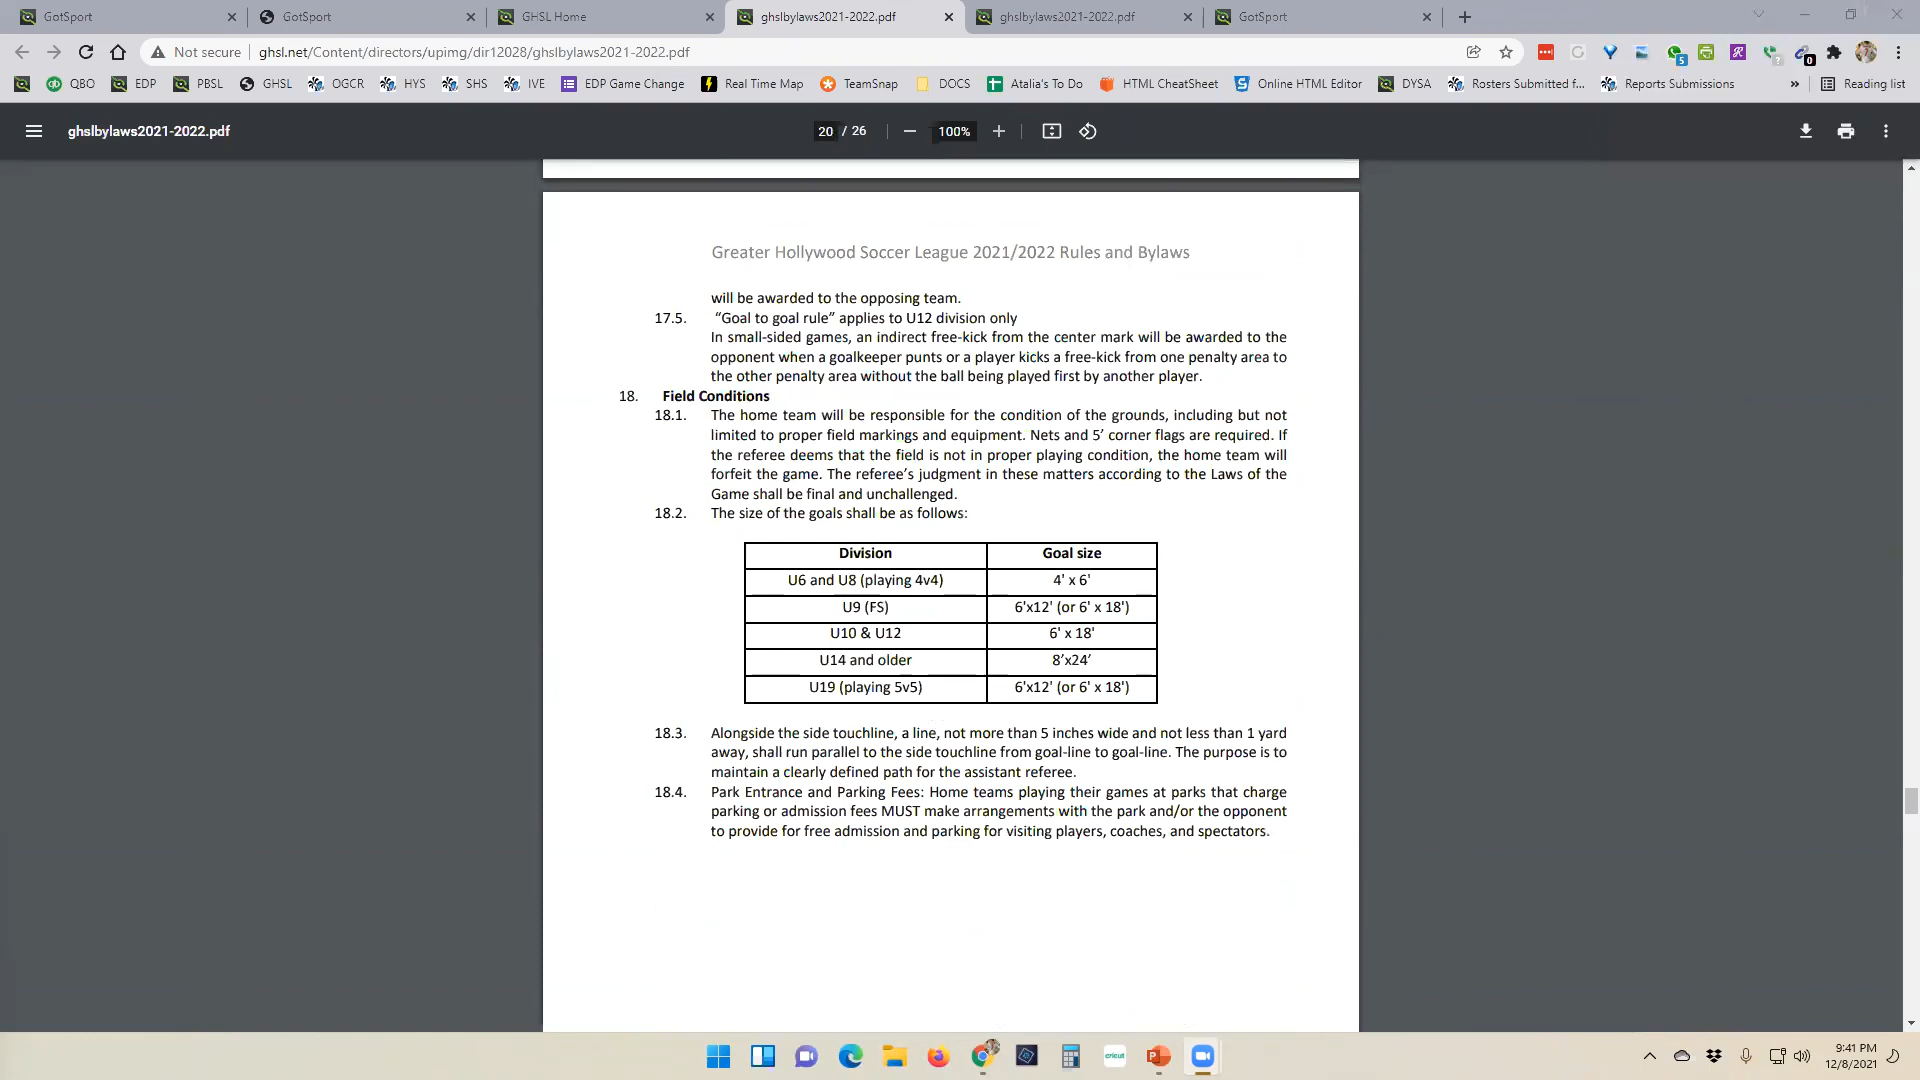 GotSport
GotSport
GHSL Home
ghslbylaws2021-2022.pdf
ghslbylaws2021-2022.pdf
GotSport
Not secure
ghsl.net/Content/directors/upimg/dir12028/ghslbylaws2021-2022.pdf
5
0
QBO
EDP
PBSL
GHSL
OGCR
HYS
SHS
IVE
EDP Game Change
Real Time Map
TeamSnap
DOCS
Atalia's To Do
HTML CheatSheet
Online HTML Editor
DYSA
Rosters Submitted f...
Reports Submissions
»
Reading list
ghslbylaws2021-2022.pdf
20 / 26
100%
Greater Hollywood Soccer League 2021/2022 Rules and Bylaws
will be awarded to the opposing team.
17.5. “Goal to goal rule” applies to U12 division only
In small-sided games, an indirect free-kick from the center mark will be awarded to the
opponent when a goalkeeper punts or a player kicks a free-kick from one penalty area to
the other penalty area without the ball being played first by another player.
18. Field Conditions
18.1. The home team will be responsible for the condition of the grounds, including but not
limited to proper field markings and equipment. Nets and 5’ corner flags are required. If
the referee deems that the field is not in proper playing condition, the home team will
forfeit the game. The referee’s judgment in these matters according to the Laws of the
Game shall be final and unchallenged.
18.2. The size of the goals shall be as follows:
Division Goal size
U6 and U8 (playing 4v4) 4' x 6'
U9 (FS) 6'x12' (or 6' x 18')
U10 & U12 6' x 18'
U14 and older 8’x24’
U19 (playing 5v5) 6'x12' (or 6' x 18')
18.3. Alongside the side touchline, a line, not more than 5 inches wide and not less than 1 yard
away, shall run parallel to the side touchline from goal-line to goal-line. The purpose is to
maintain a clearly defined path for the assistant referee.
18.4. Park Entrance and Parking Fees: Home teams playing their games at parks that charge
parking or admission fees MUST make arrangements with the park and/or the opponent
to provide for free admission and parking for visiting players, coaches, and spectators.
cricut
9:41 PM
12/8/2021